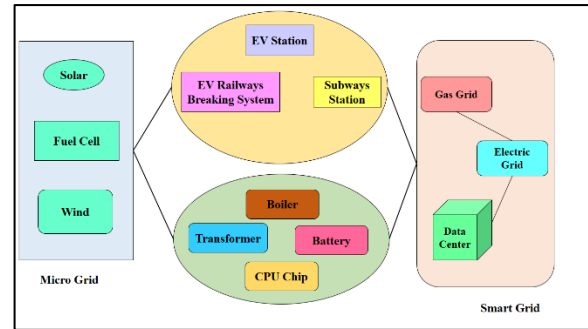 Solar
Fuel Cell
Wind
Micro Grid
EV Station
EV Railways
Breaking System
Subways
Station
Boiler
Transformer
Battery
CPU Chip
Gas Grid
Electric
Grid
Data
Center
Smart Grid